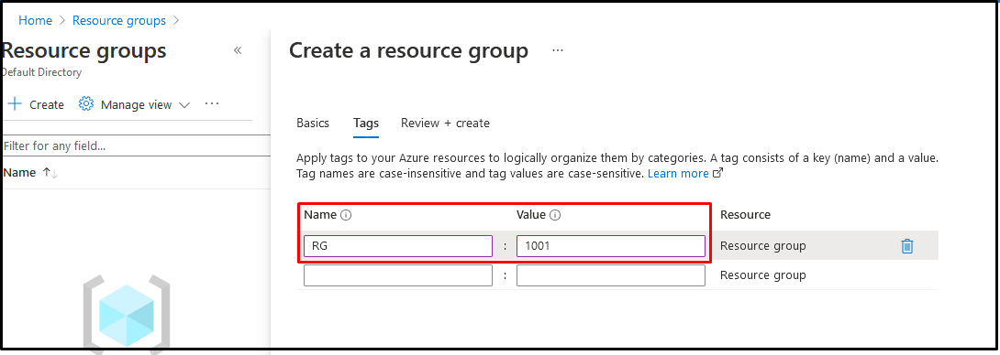 Home > Resource groups >
Resource groups «
Default Directory
+ Create Manage view ...
Filter for any field...
Name ↑↓
Create a resource group ...
Basics Tags Review + create
Apply tags to your Azure resources to logically organize them by categories. A tag consists of a key (name) and a value.
Tag names are case-insensitive and tag values are case-sensitive. Learn more
Name Value Resource
RG : 1001 Resource group
: Resource group